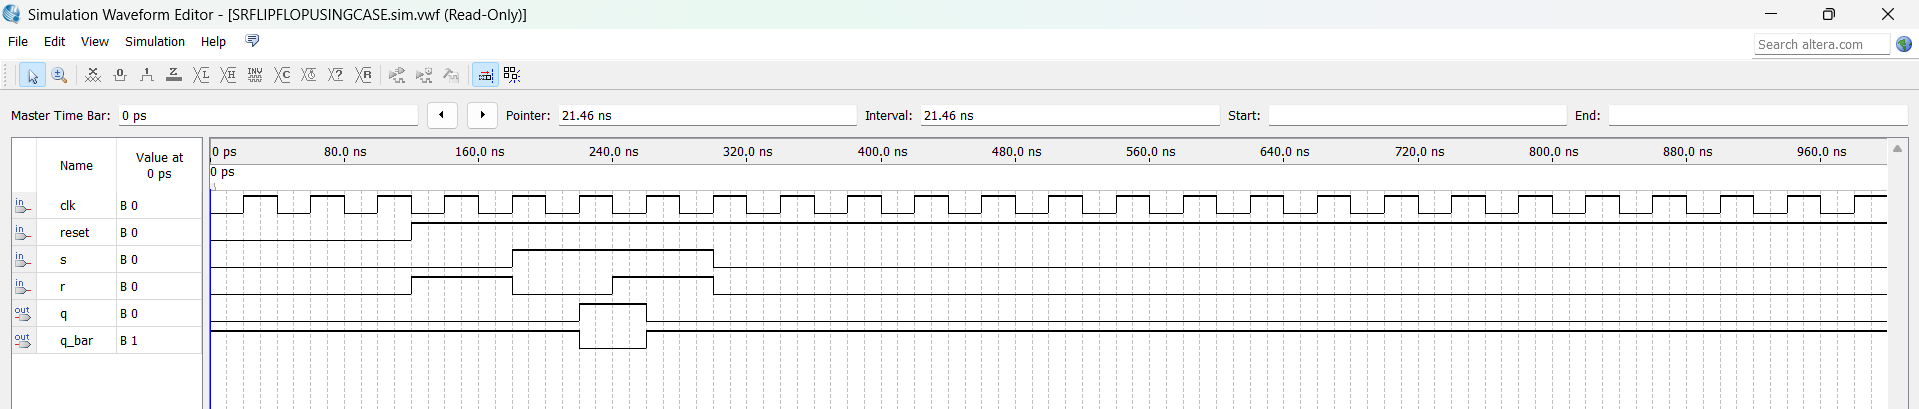 Simulation Waveform Editor - [SRFLIPFLOPUSINGCASE.sim.vwf (Read-Only)]
File Edit View Simulation Help
Search altera.com
Master Time Bar: 0 ps Pointer: 21.46 ns Interval: 21.46 ns Start: End:
Name Value at 0 ps
0 ps 80.0 ns 160.0 ns 240.0 ns 320.0 ns 400.0 ns 480.0 ns 560.0 ns 640.0 ns 720.0 ns 800.0 ns 880.0 ns 960.0 ns
0 ps
in clk B 0
in reset B 0
in s B 0
in r B 0
out q B 0
out q_bar B 1